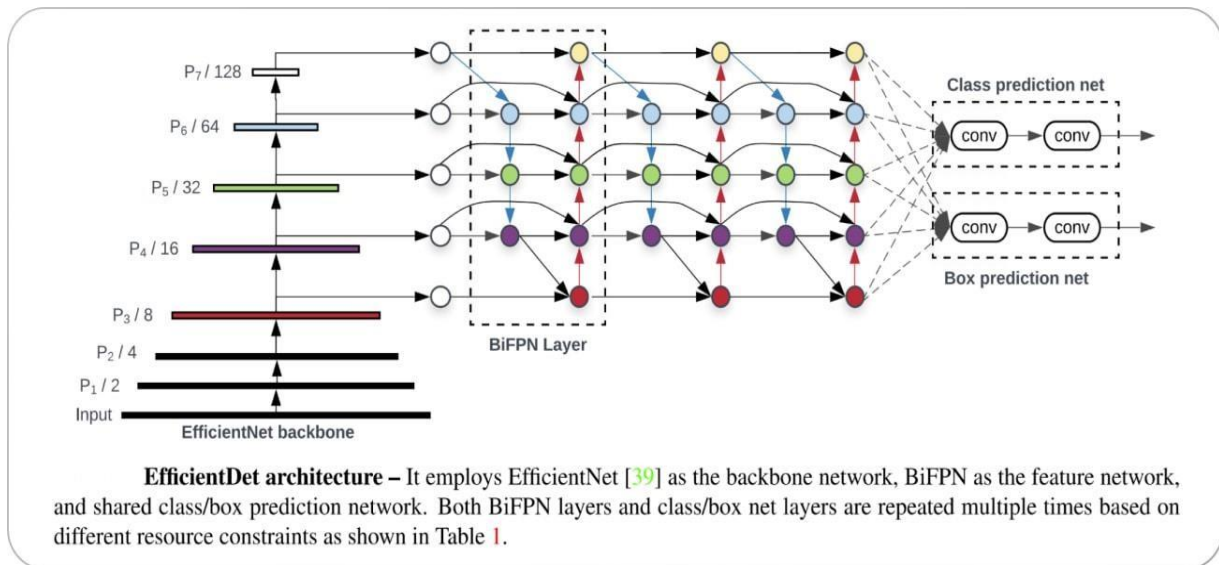 P7 / 128
P6 / 64
P5 / 32
P4 / 16
P3 / 8
P2 / 4
P1 / 2
Input
EfficientNet backbone
BiFPN Layer
Class prediction net
conv
conv
conv
conv
Box prediction net
EfficientDet architecture – It employs EfficientNet [39] as the backbone network, BiFPN as the feature network,
and shared class/box prediction network. Both BiFPN layers and class/box net layers are repeated multiple times based on
different resource constraints as shown in Table 1.